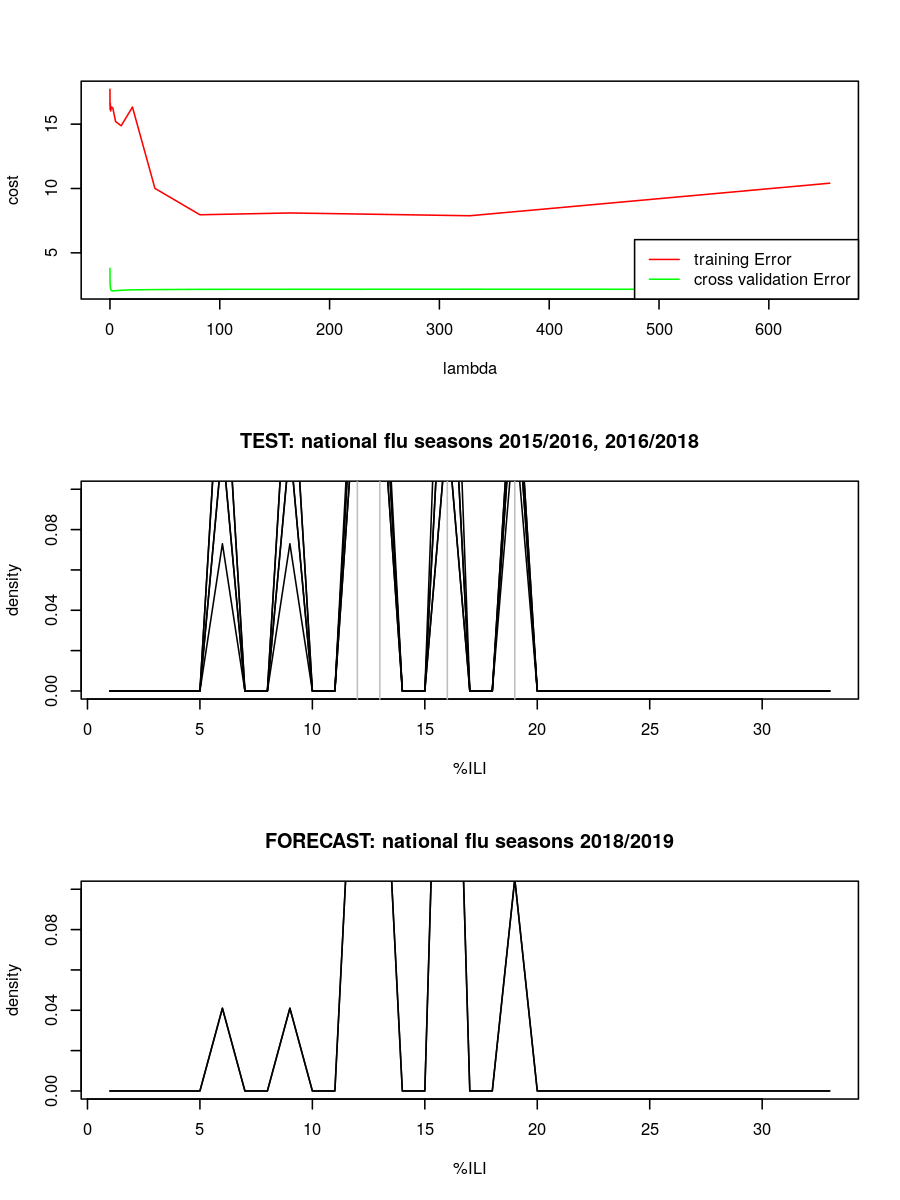 cost
5
10
15
training Error
cross validation Error
0 100 200 300 400 500 600
lambda
TEST: national flu seasons 2015/2016, 2016/2018
density
0.00 0.04 0.08
0 5 10 15 20 25 30
%ILI
FORECAST: national flu seasons 2018/2019
density
0.00 0.04 0.08
0 5 10 15 20 25 30
%ILI